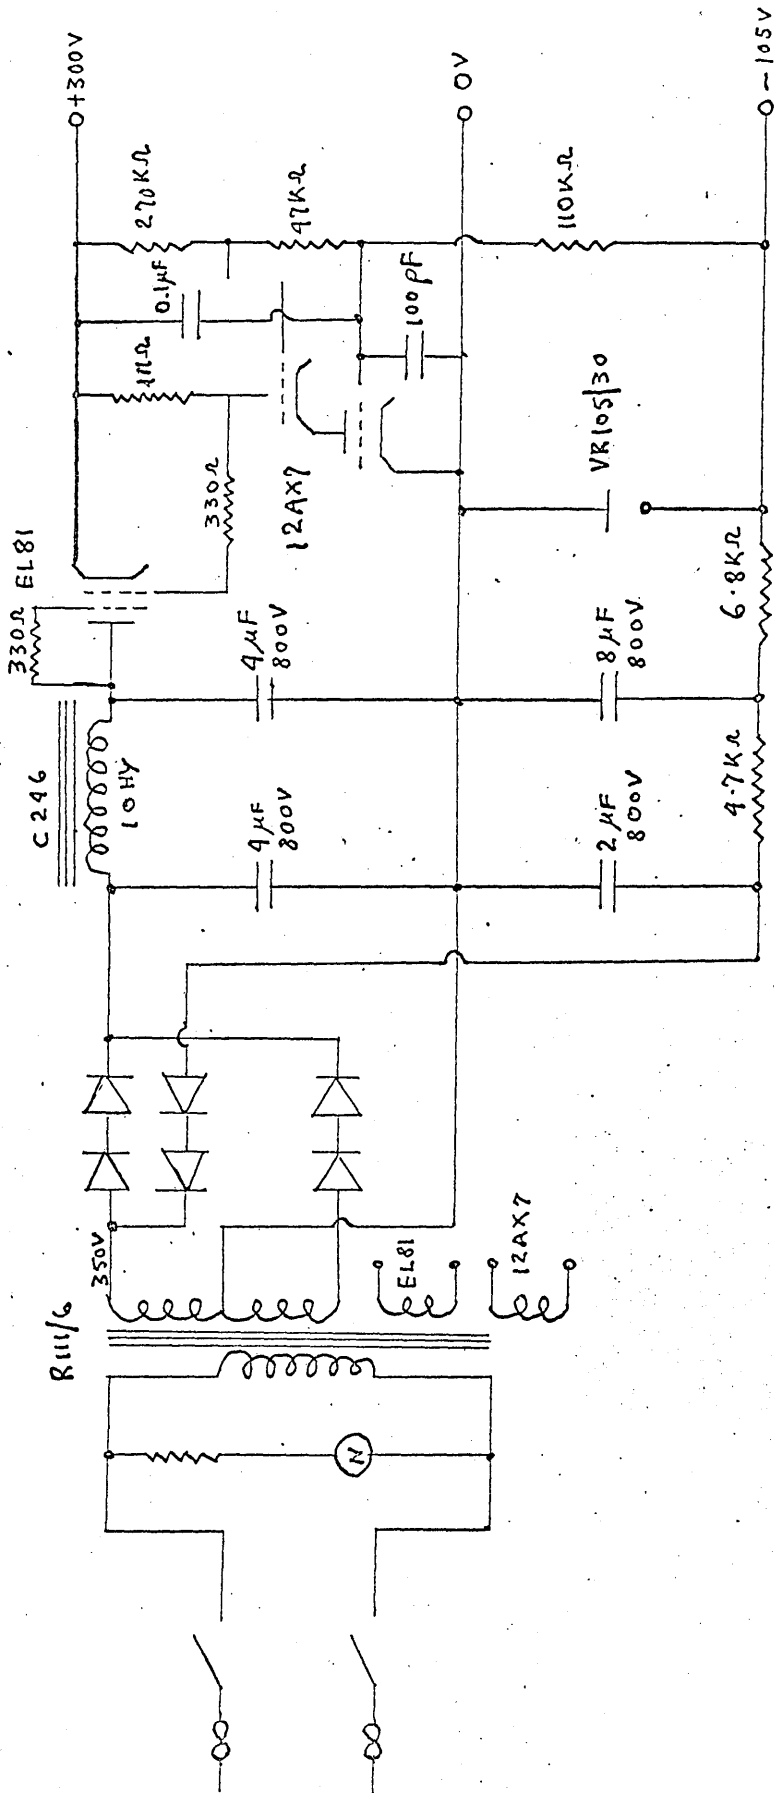 R111/6
350V
EL81
12AX7
N
C246
10HY
4µF
800V
4µF
800V
2µF
800V
8µF
800V
4.7KΩ
6.8KΩ
330Ω
EL81
330Ω
12AX7
VR105/30
1MΩ
0.1µF
100pF
270KΩ
47KΩ
110KΩ
+300V
0V
-105V